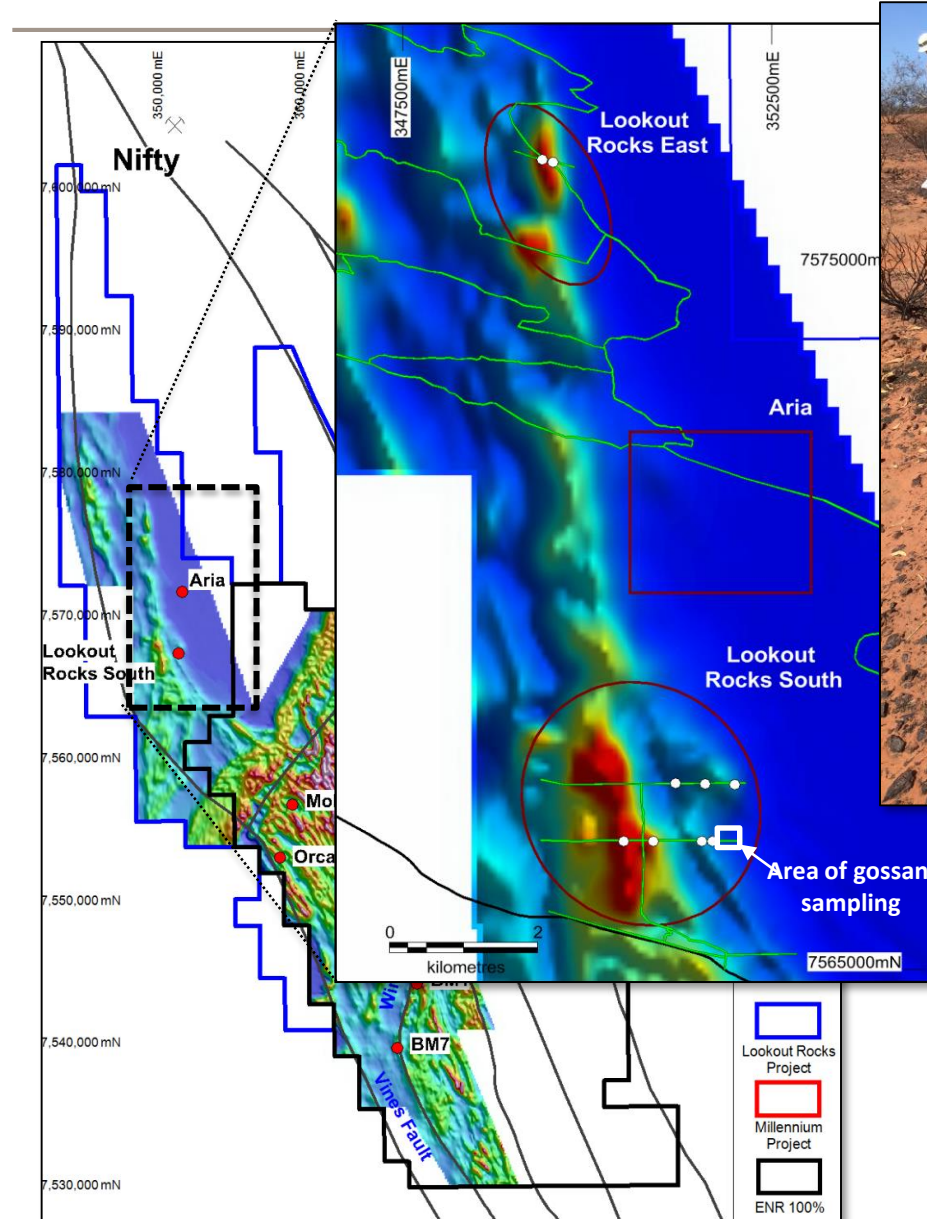 350,000 mE
360,000 mE
Nifty
7,600,000 mN
7,590,000 mN
7,580,000 mN
7,570,000 mN
7,560,000 mN
7,550,000 mN
7,540,000 mN
7,530,000 mN
Aria
Lookout
Rocks South
Orca
BM7
Vines Fault
347500mE
352500mE
Lookout
Rocks East
7575000m
Aria
Lookout
Rocks South
Area of gossan
sampling
0 2
kilometres
7565000mN
Lookout Rocks
Project
Millennium
Project
ENR 100%